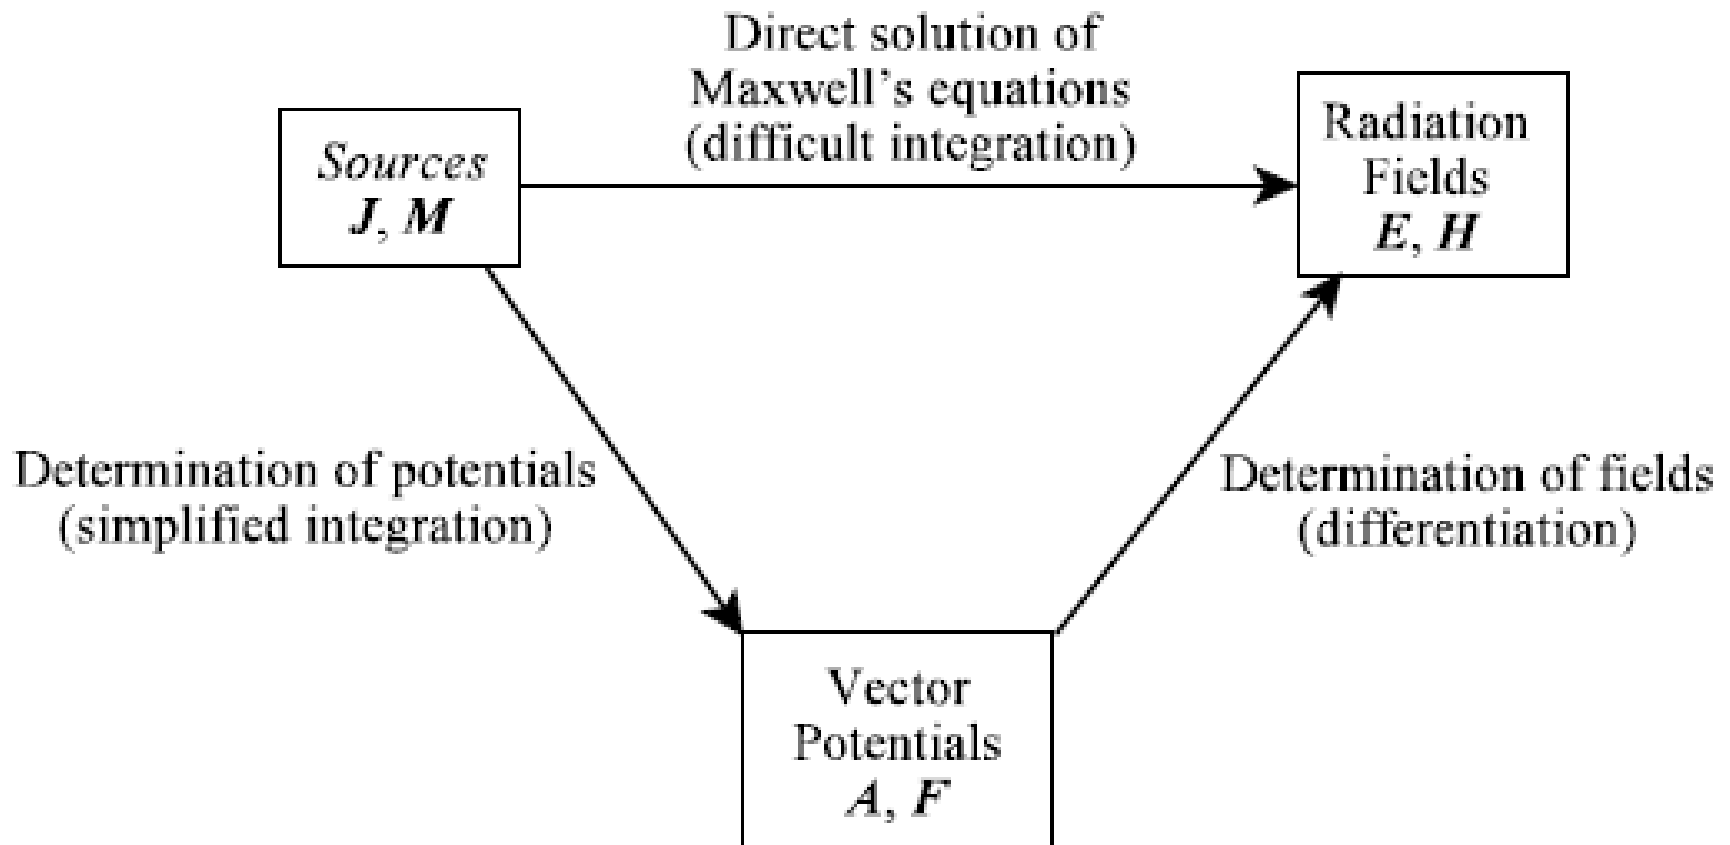 Direct solution of
Maxwell's equations
(difficult integration)
Sources
J, M
Radiation
Fields
E, H
Determination of potentials
(simplified integration)
Determination of fields
(differentiation)
Vector
Potentials
A, F